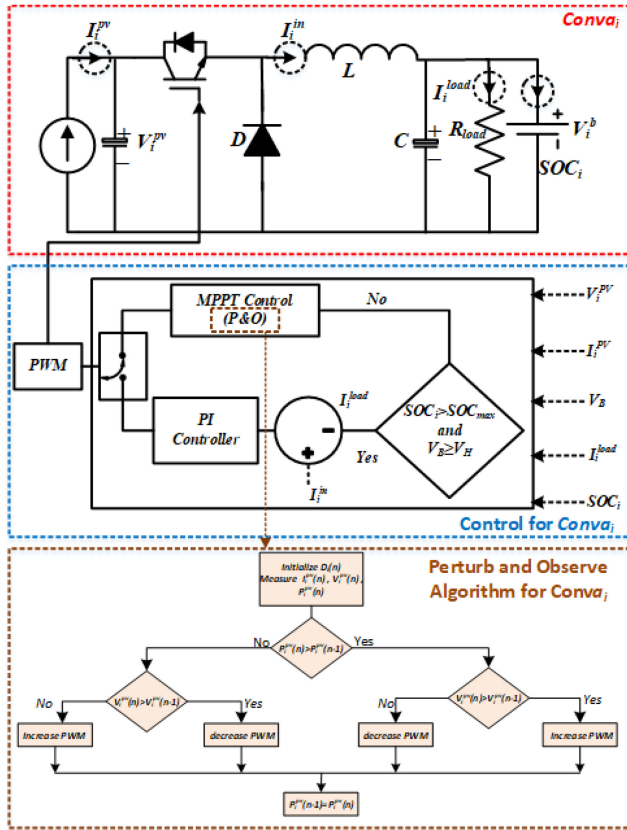 Conva_i
I_i^pv
I_i^in
L
V_i^pv
+
−
D
C
+
−
I_i^load
R_load
+
−
V_i^b
SOC_i
MPPT Control
(P&O)
No
V_i^PV
I_i^PV
PWM
PI
Controller
I_i^load
−
+
I_i^in
Yes
SOC_i>SOC_max
and
V_B≥V_H
V_B
I_i^load
SOC_i
Control for Conva_i
Perturb and Observe
Algorithm for Conva_i
Initialize D_i(n)
Measure I_i^pv(n), V_i^pv(n),
P_i^pv(n)
No
P_i^pv(n)>P_i^pv(n-1)
Yes
No
V_i^pv(n)>V_i^pv(n-1)
Yes
No
V_i^pv(n)>V_i^pv(n-1)
Yes
Increase PWM
decrease PWM
decrease PWM
Increase PWM
P_i^pv(n-1)=P_i^pv(n)